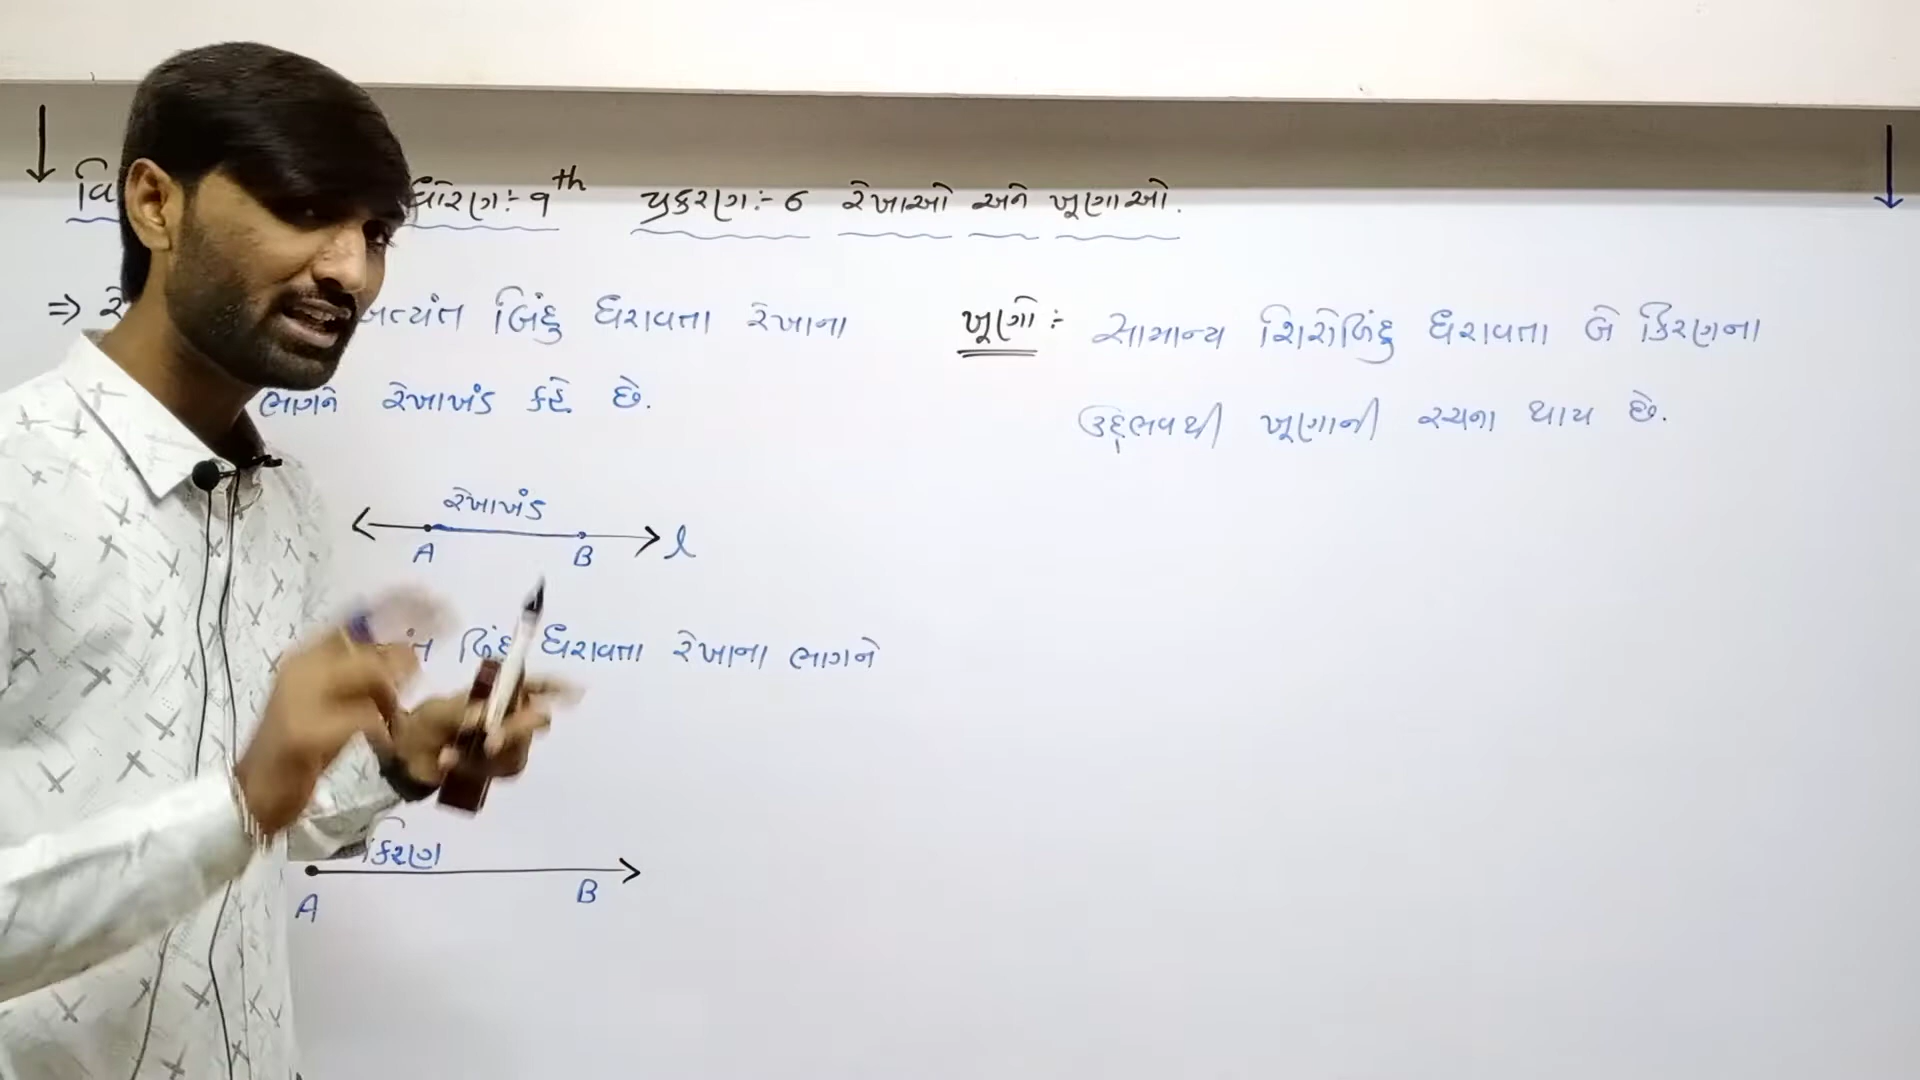 ધોરણ:- 9th પ્રકરણ:- 6 રેખાઓ અને ખૂણાઓ.
⇒ અત્યંત બિંદુ ધરાવતા રેખાના
ભાગને રેખાખંડ કહે છે.
રેખાખંડ
A B l
બિંદુ ધરાવતા રેખાના ભાગને
કિરણ
A B
ખૂણો :- સામાન્ય શિરોબિંદુ ધરાવતા બે કિરણના
ઉદ્દભવથી ખૂણાની રચના થાય છે.